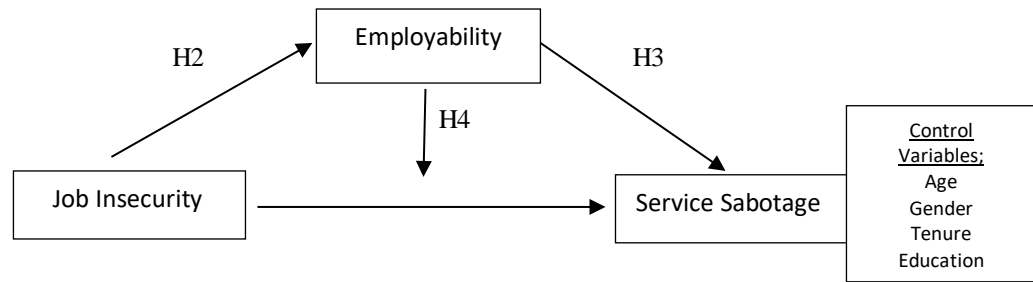 Employability
H2
H3
H4
Job Insecurity
Service Sabotage
Control
Variables;
Age
Gender
Tenure
Education